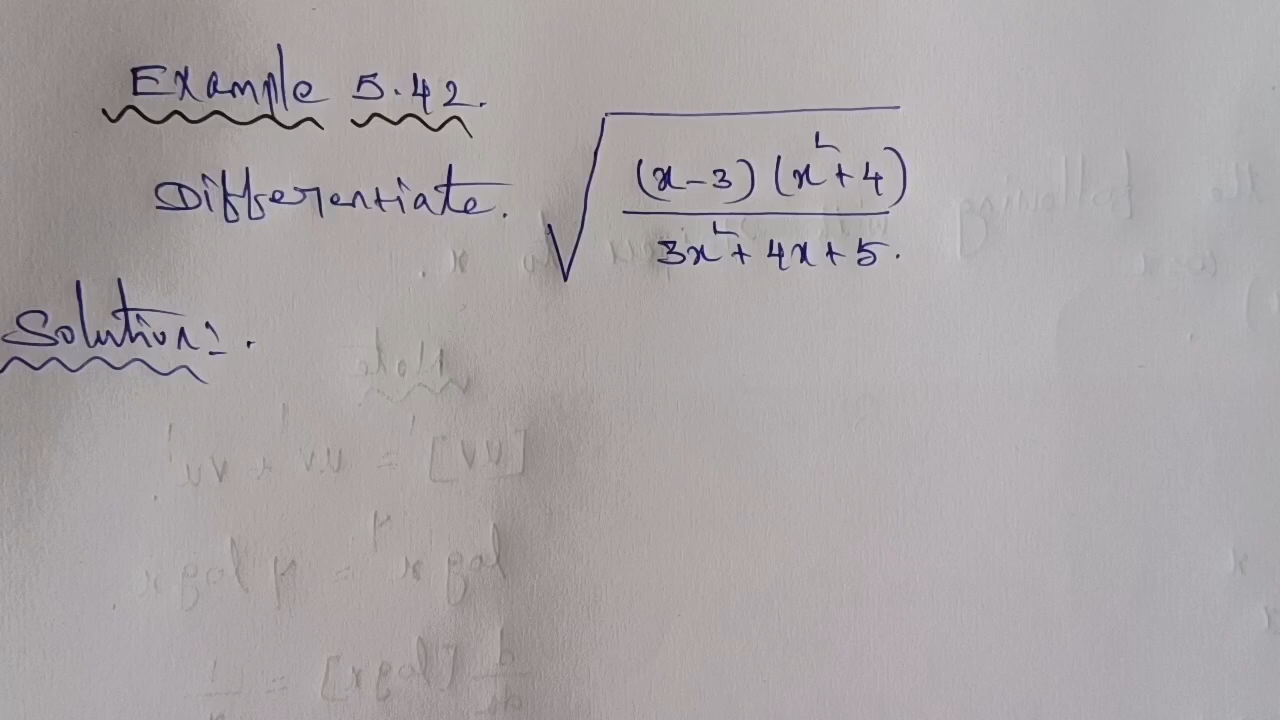 Example 5.42.
Differentiate. √((x-3)(x²+4) / 3x²+4x+5.)
Solution:.